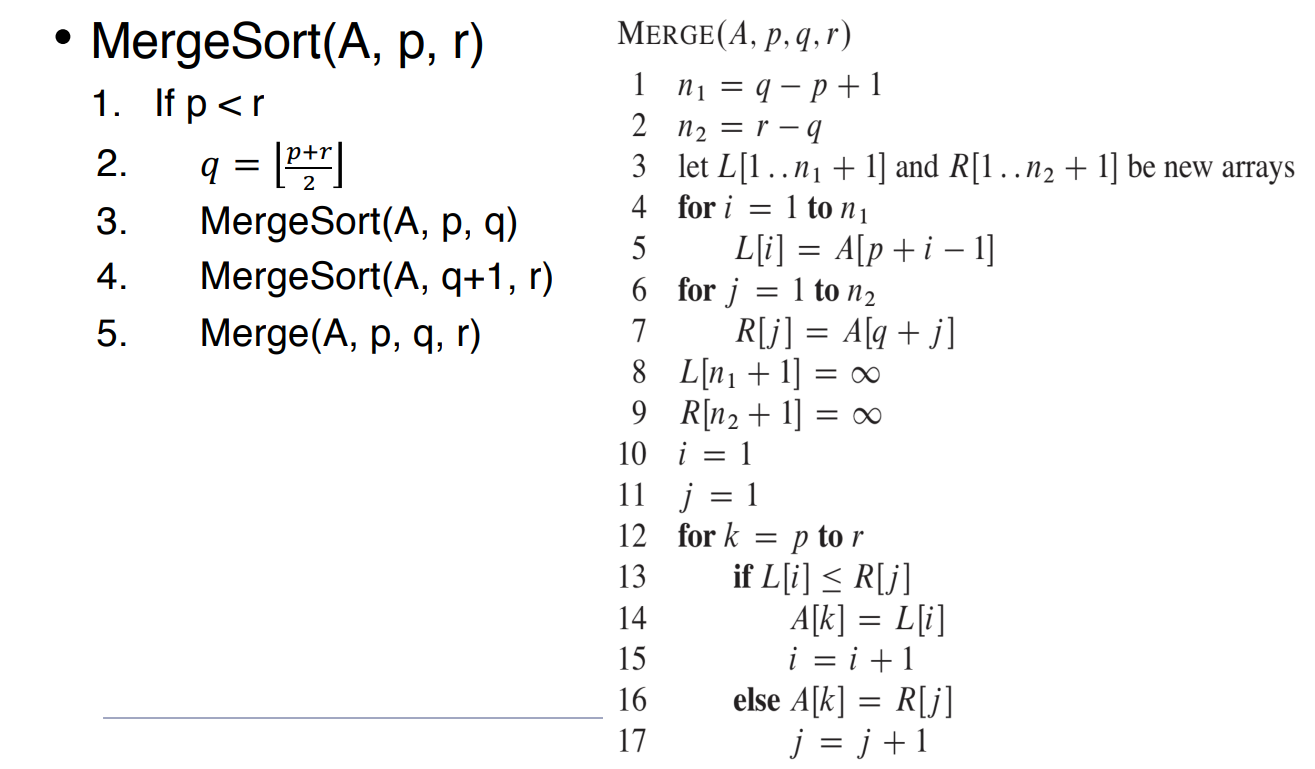 • MergeSort(A, p, r)
1. If p < r
2. q = ⌊(p+r)/2⌋
3. MergeSort(A, p, q)
4. MergeSort(A, q+1, r)
5. Merge(A, p, q, r)
MERGE(A, p, q, r)
1 n₁ = q − p + 1
2 n₂ = r − q
3 let L[1 . . n₁ + 1] and R[1 . . n₂ + 1] be new arrays
4 for i = 1 to n₁
5 L[i] = A[p + i − 1]
6 for j = 1 to n₂
7 R[j] = A[q + j]
8 L[n₁ + 1] = ∞
9 R[n₂ + 1] = ∞
10 i = 1
11 j = 1
12 for k = p to r
13 if L[i] ≤ R[j]
14 A[k] = L[i]
15 i = i + 1
16 else A[k] = R[j]
17 j = j + 1